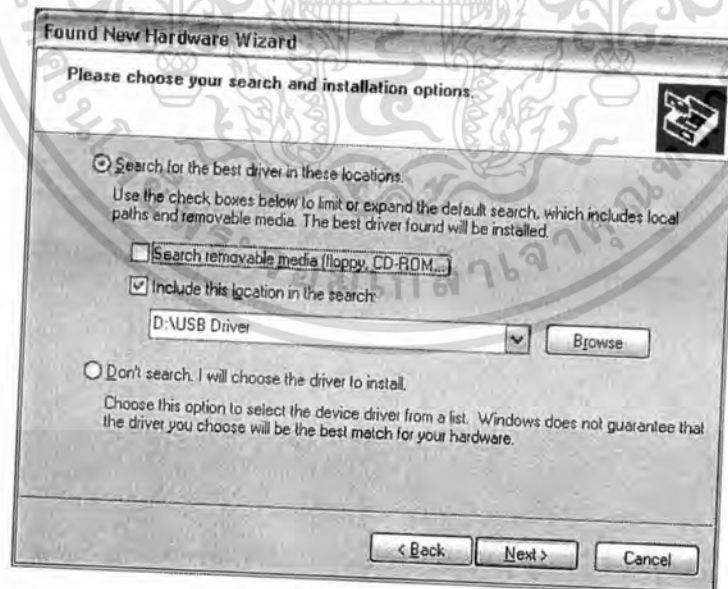 Found New Hardware Wizard
Please choose your search and installation options.
Search for the best driver in these locations.
Use the check boxes below to limit or expand the default search, which includes local
paths and removable media. The best driver found will be installed.
Search removable media (floppy, CD-ROM...)
Include this location in the search:
D:\USB Driver
Browse
Don't search. I will choose the driver to install.
Choose this option to select the device driver from a list. Windows does not guarantee that
the driver you choose will be the best match for your hardware.
< Back
Next >
Cancel